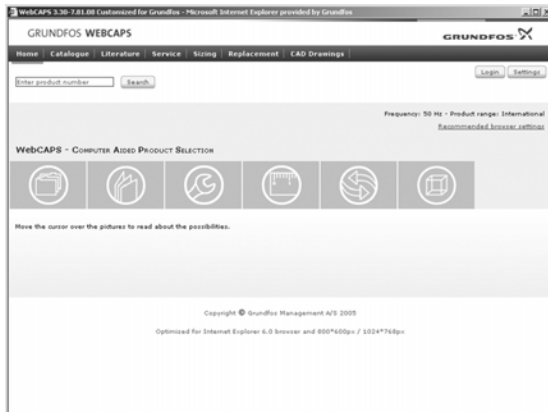 WebCAPS 3.30-7.01.08 Customized for Grundfos - Microsoft Internet Explorer provided by Grundfos
GRUNDFOS WEBCAPS
GRUNDFOS
Home Catalogue Literature Service Sizing Replacement CAD Drawings
Enter product number Search Login Settings
Frequency: 50 Hz - Product range: International
Recommended browser settings
WebCAPS - Computer Aided Product Selection
Move the cursor over the pictures to read about the possibilities.
Copyright © Grundfos Management A/S 2005
Optimized for Internet Explorer 6.0 browser and 800*600px / 1024*768px